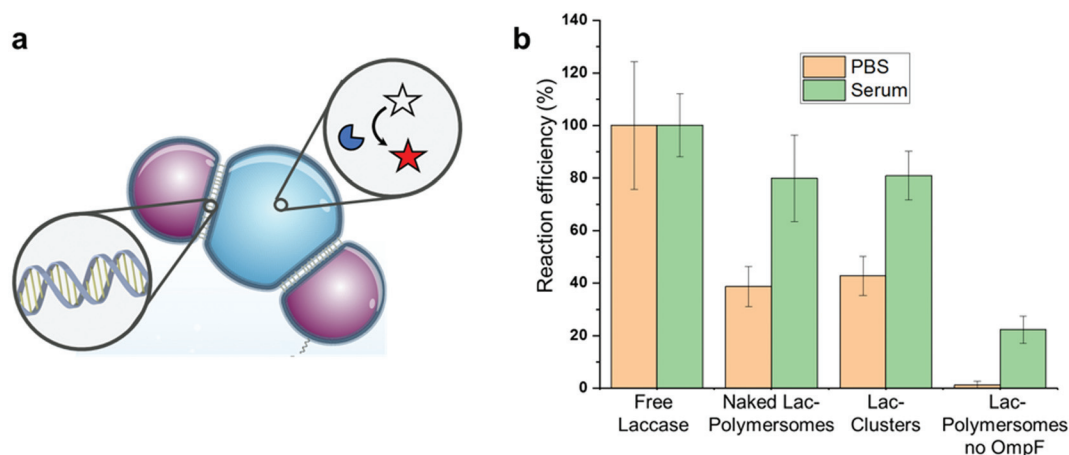 a
b
Reaction efficiency (%)
140
120
100
80
60
40
20
0
PBS
Serum
Free
Laccase
Naked Lac-
Polymersomes
Lac-
Clusters
Lac-
Polymersomes
no OmpF